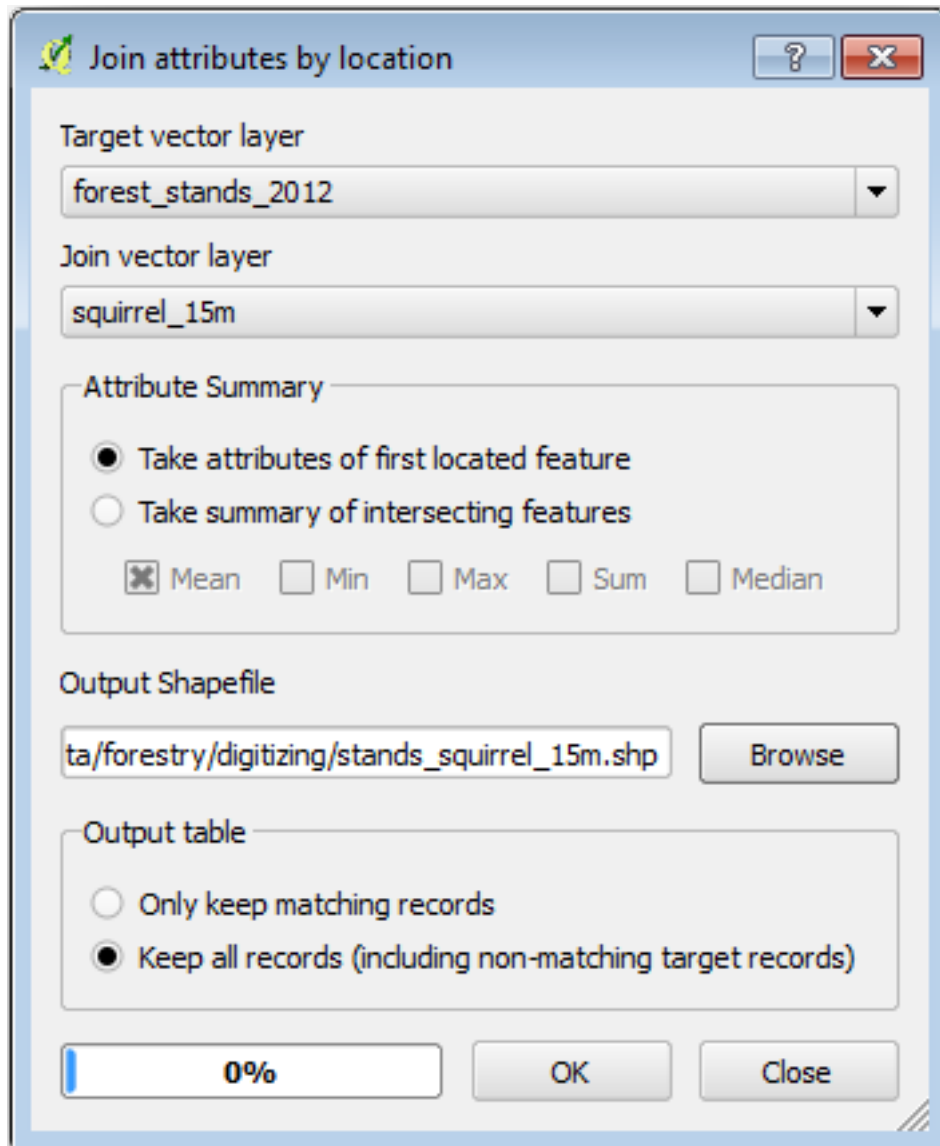 Join attributes by location ?
Target vector layer
forest_stands_2012
Join vector layer
squirrel_15m
Attribute Summary
Take attributes of first located feature
Take summary of intersecting features
Mean Min Max Sum Median
Output Shapefile
ta/forestry/digitizing/stands_squirrel_15m.shp Browse
Output table
Only keep matching records
Keep all records (including non-matching target records)
0% OK Close